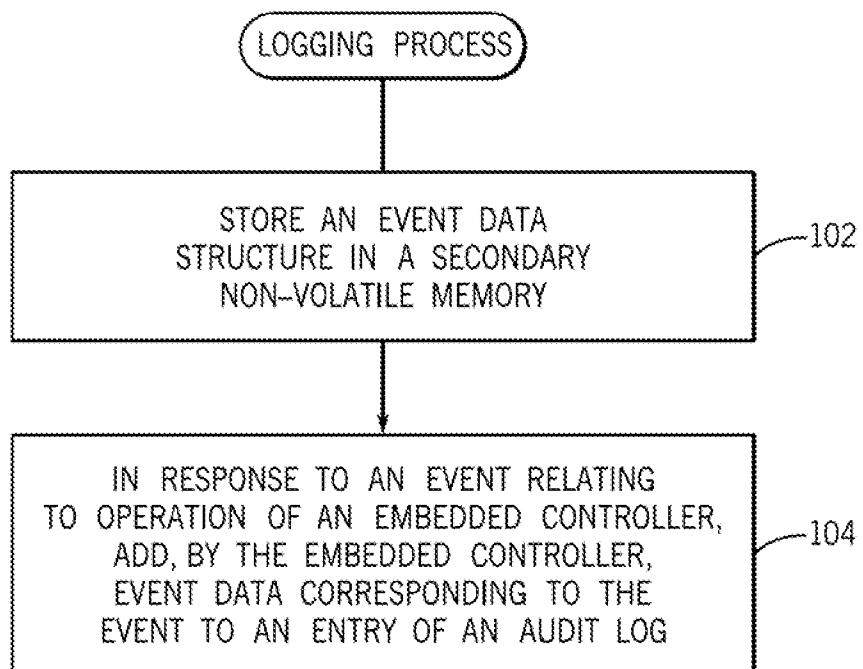 LOGGING PROCESS
STORE AN EVENT DATA
STRUCTURE IN A SECONDARY
NON-VOLATILE MEMORY
102
IN RESPONSE TO AN EVENT RELATING
TO OPERATION OF AN EMBEDDED CONTROLLER,
ADD, BY THE EMBEDDED CONTROLLER,
EVENT DATA CORRESPONDING TO THE
EVENT TO AN ENTRY OF AN AUDIT LOG
104